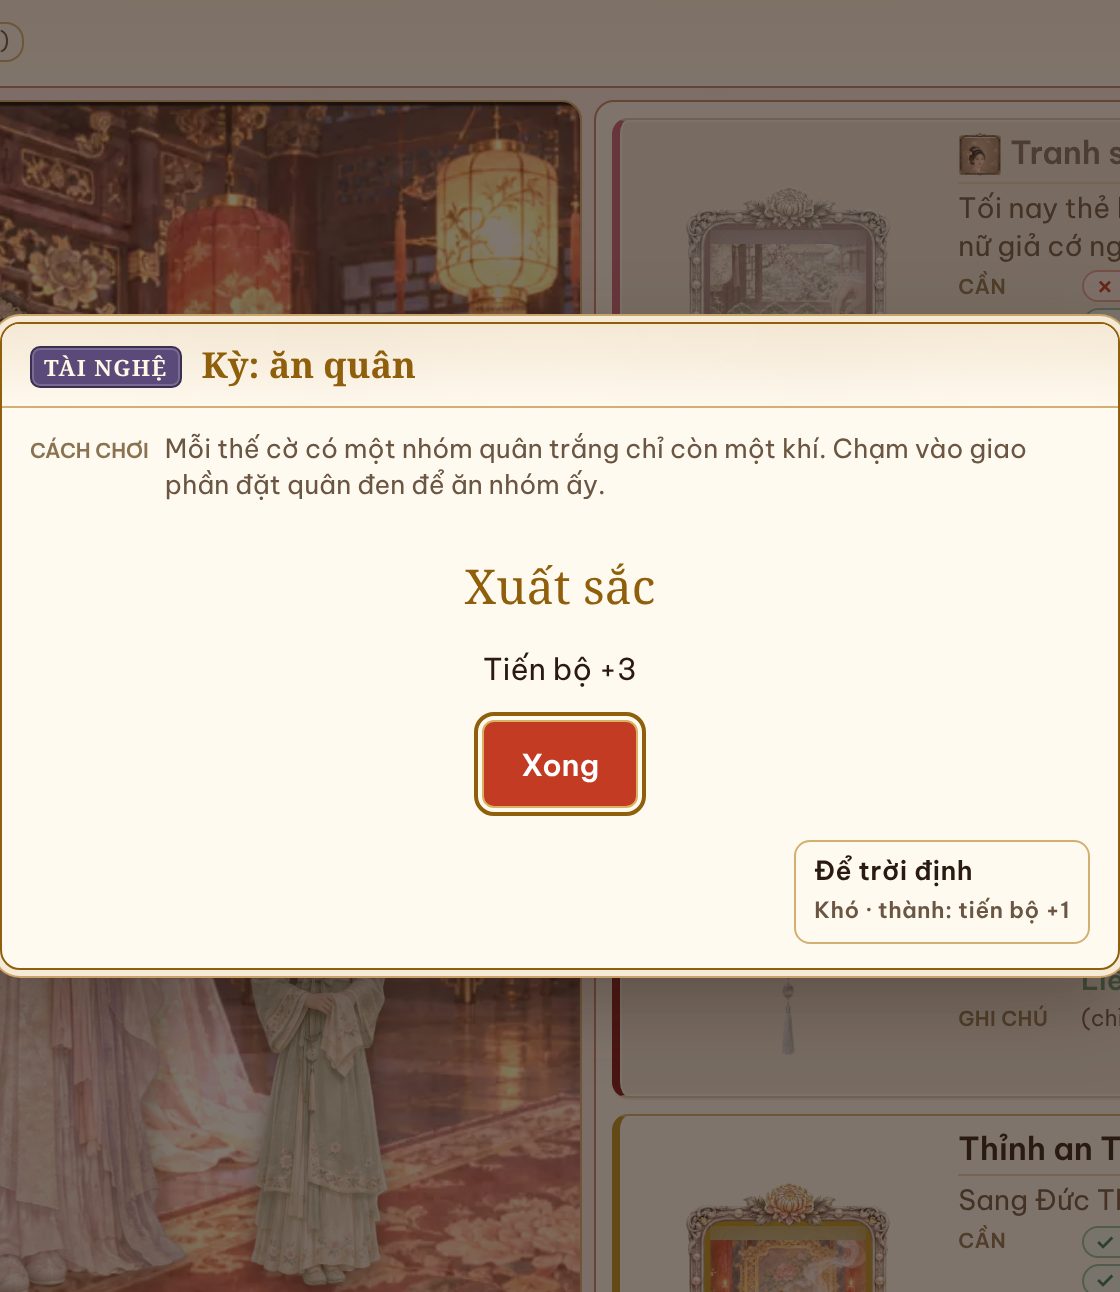 )
Tranh
Tối nay thẻ
nữ giả cớ
CẦN
TÀI NGHỆ
Kỳ: ăn quân
CÁCH CHƠI Mỗi thế cờ có một nhóm quân trắng chỉ còn một khí. Chạm vào giao
phần đặt quân đen để ăn nhóm ấy.
Xuất sắc
Tiến bộ +3
Xong
Để trời định
Khó · thành: tiến bộ +1
GHI CHÚ
Thỉnh an
Sang Đức
CẦN